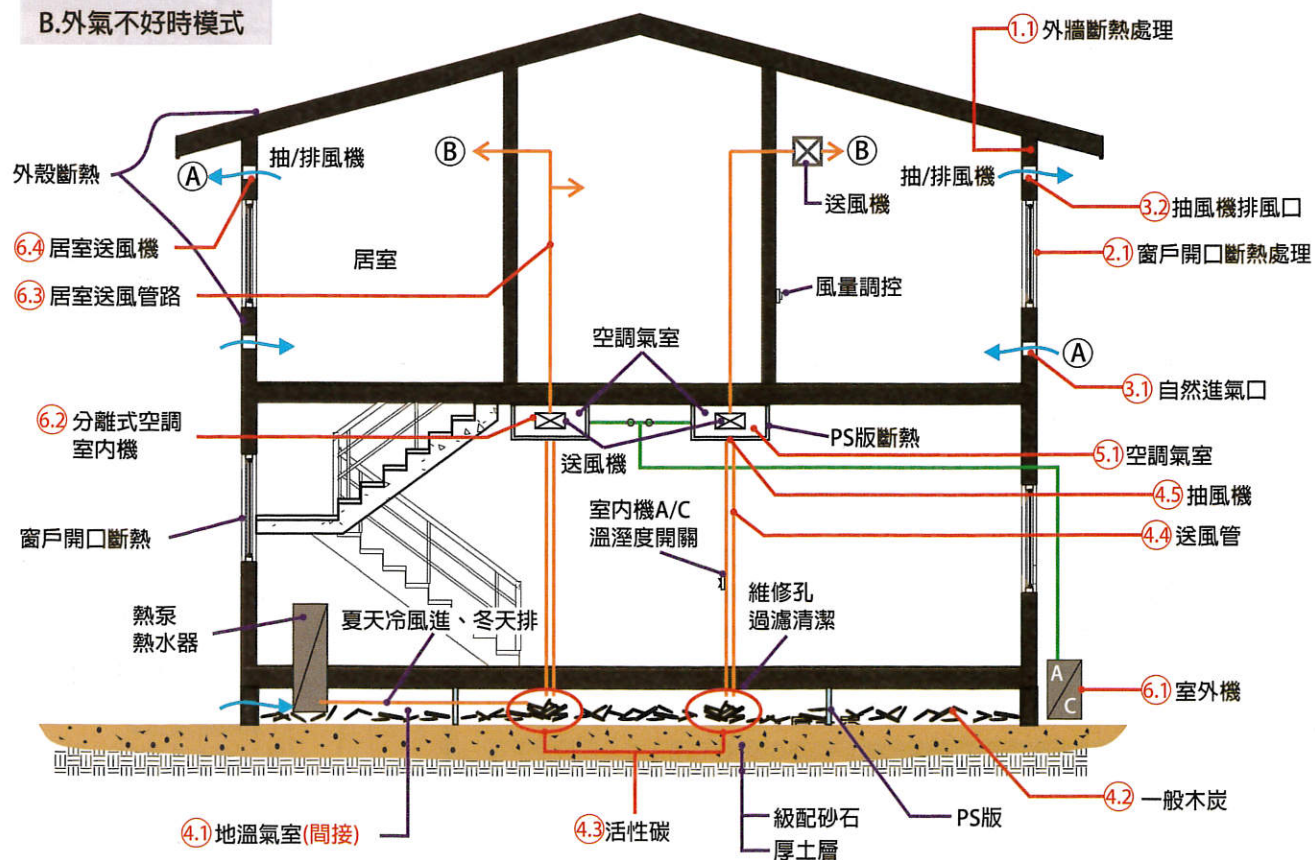 B.外氣不好時模式
1.1 外牆斷熱處理
外殼斷熱
A
抽/排風機
B
B
送風機
抽/排風機
3.2 抽風機排風口
6.4 居室送風機
居室
2.1 窗戶開口斷熱處理
6.3 居室送風管路
風量調控
空調氣室
A
3.1 自然進氣口
6.2 分離式空調
室內機
送風機
PS版斷熱
5.1 空調氣室
4.5 抽風機
窗戶開口斷熱
室內機A/C
溫溼度開關
4.4 送風管
熱泵
熱水器
夏天冷風進、冬天排
維修孔
過濾清潔
A
C
6.1 室外機
4.1 地溫氣室(間接)
4.3 活性碳
級配砂石
厚土層
PS版
4.2 一般木炭